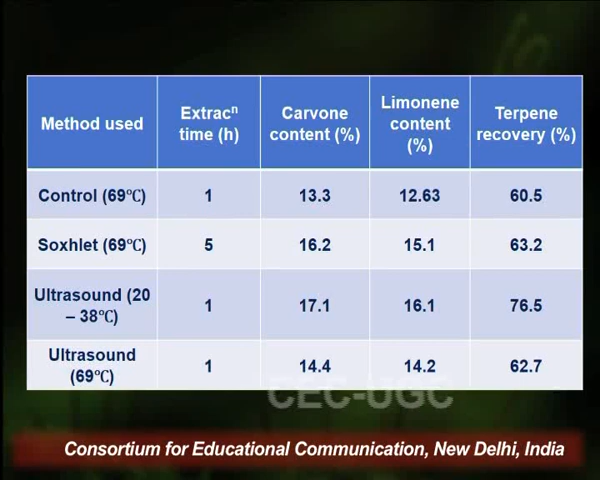 Method used Extracⁿ time (h) Carvone content (%) Limonene content (%) Terpene recovery (%)
Control (69℃) 1 13.3 12.63 60.5
Soxhlet (69℃) 5 16.2 15.1 63.2
Ultrasound (20 – 38℃) 1 17.1 16.1 76.5
Ultrasound (69℃) 1 14.4 14.2 62.7
CEC-UGC
Consortium for Educational Communication, New Delhi, India